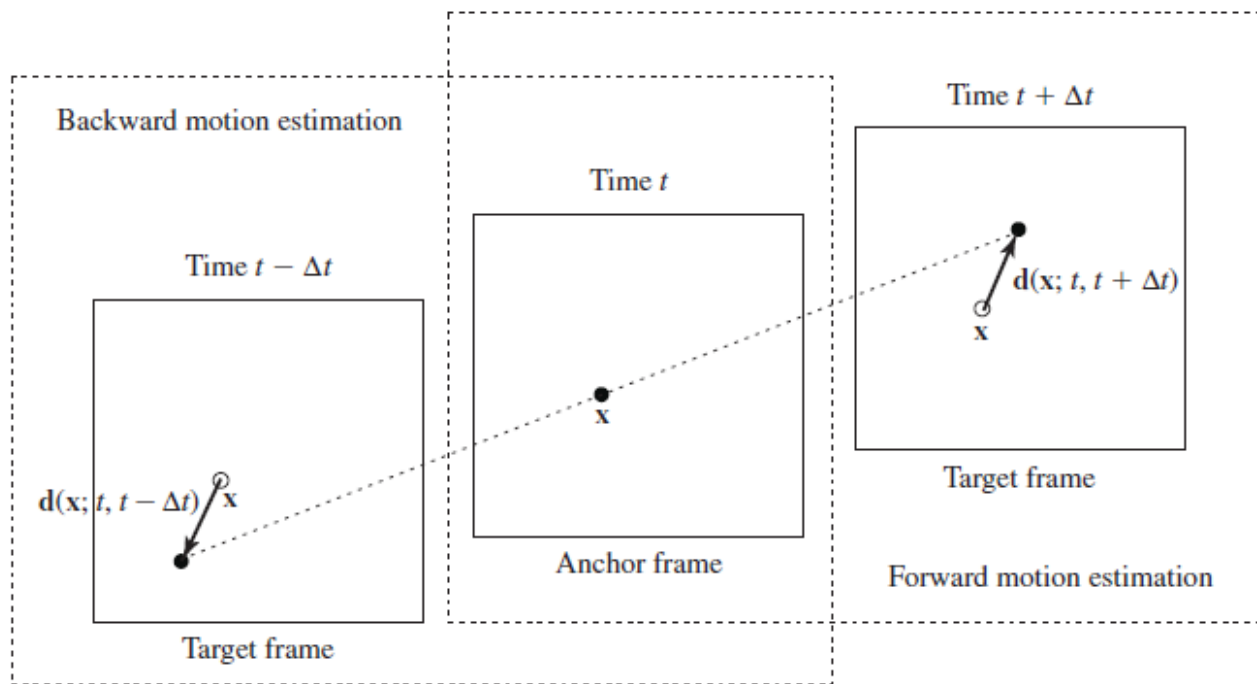 Backward motion estimation
Time t − Δt
d(x; t, t − Δt)
x
Target frame
Time t
x
Anchor frame
Time t + Δt
d(x; t, t + Δt)
x
Target frame
Forward motion estimation